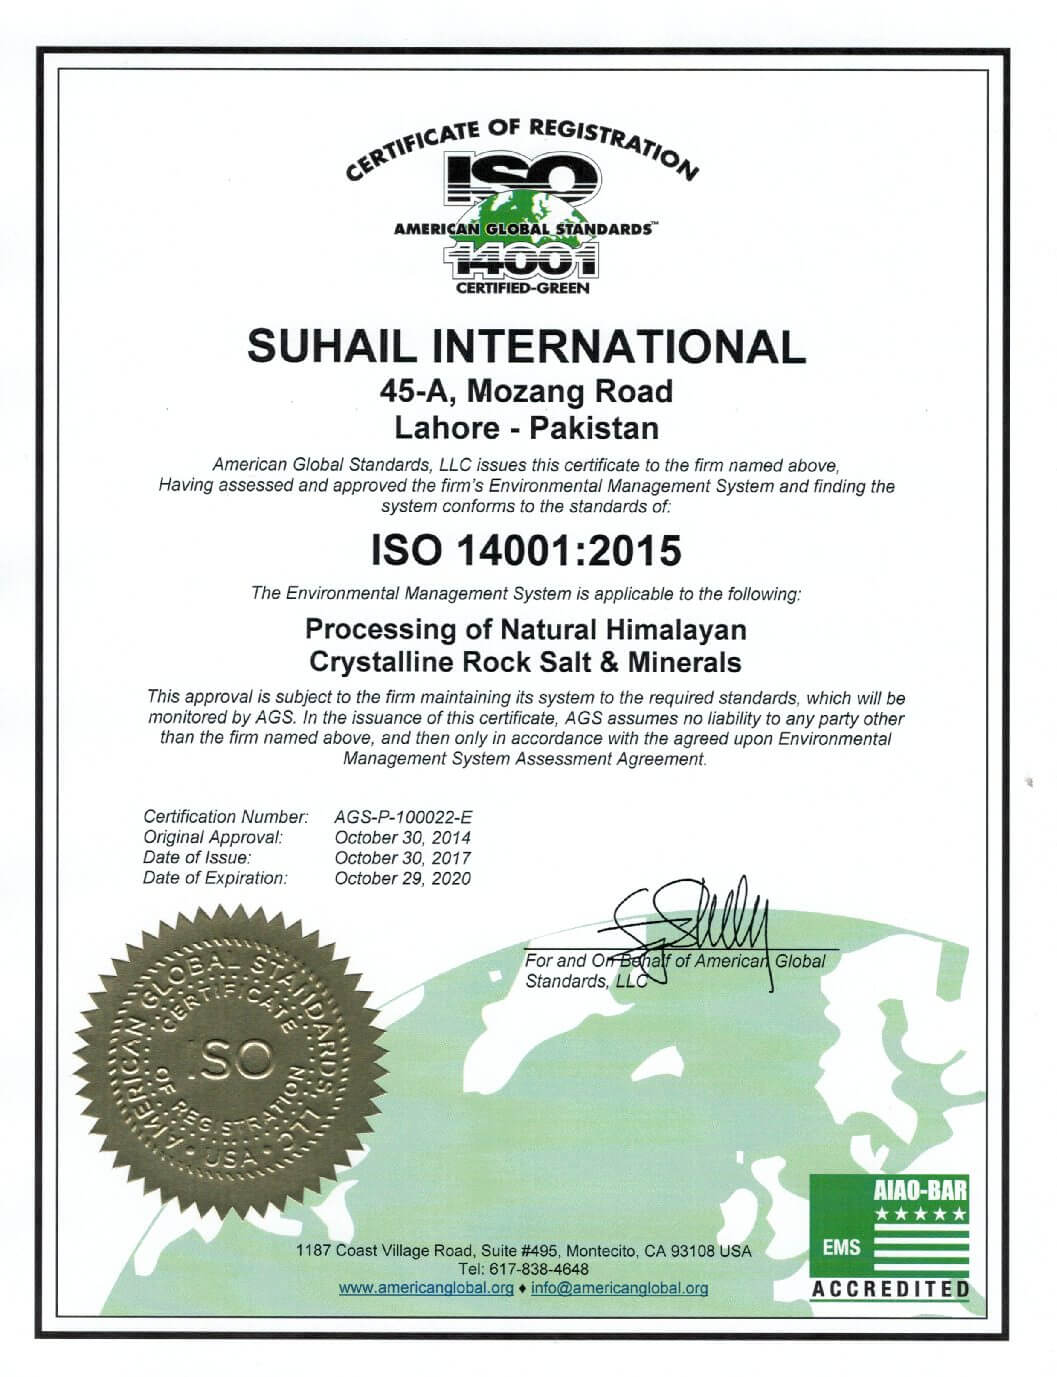 CERTIFICATE OF REGISTRATION
ISO
AMERICAN GLOBAL STANDARDS™
14001
CERTIFIED-GREEN
SUHAIL INTERNATIONAL
45-A, Mozang Road
Lahore - Pakistan
American Global Standards, LLC issues this certificate to the firm named above,
Having assessed and approved the firm's Environmental Management System and finding the
system conforms to the standards of:
ISO 14001:2015
The Environmental Management System is applicable to the following:
Processing of Natural Himalayan
Crystalline Rock Salt & Minerals
This approval is subject to the firm maintaining its system to the required standards, which will be
monitored by AGS. In the issuance of this certificate, AGS assumes no liability to any party other
than the firm named above, and then only in accordance with the agreed upon Environmental
Management System Assessment Agreement.
Certification Number: AGS-P-100022-E
Original Approval: October 30, 2014
Date of Issue: October 30, 2017
Date of Expiration: October 29, 2020
For and On Behalf of American Global
Standards, LLC
AMERICAN GLOBAL STANDARDS, LLC
CERTIFICATE
ISO
OF REGISTRATION
• USA •
AIAO-BAR
EMS
ACCREDITED
1187 Coast Village Road, Suite #495, Montecito, CA 93108 USA
Tel: 617-838-4648
www.americanglobal.org ♦ info@americanglobal.org